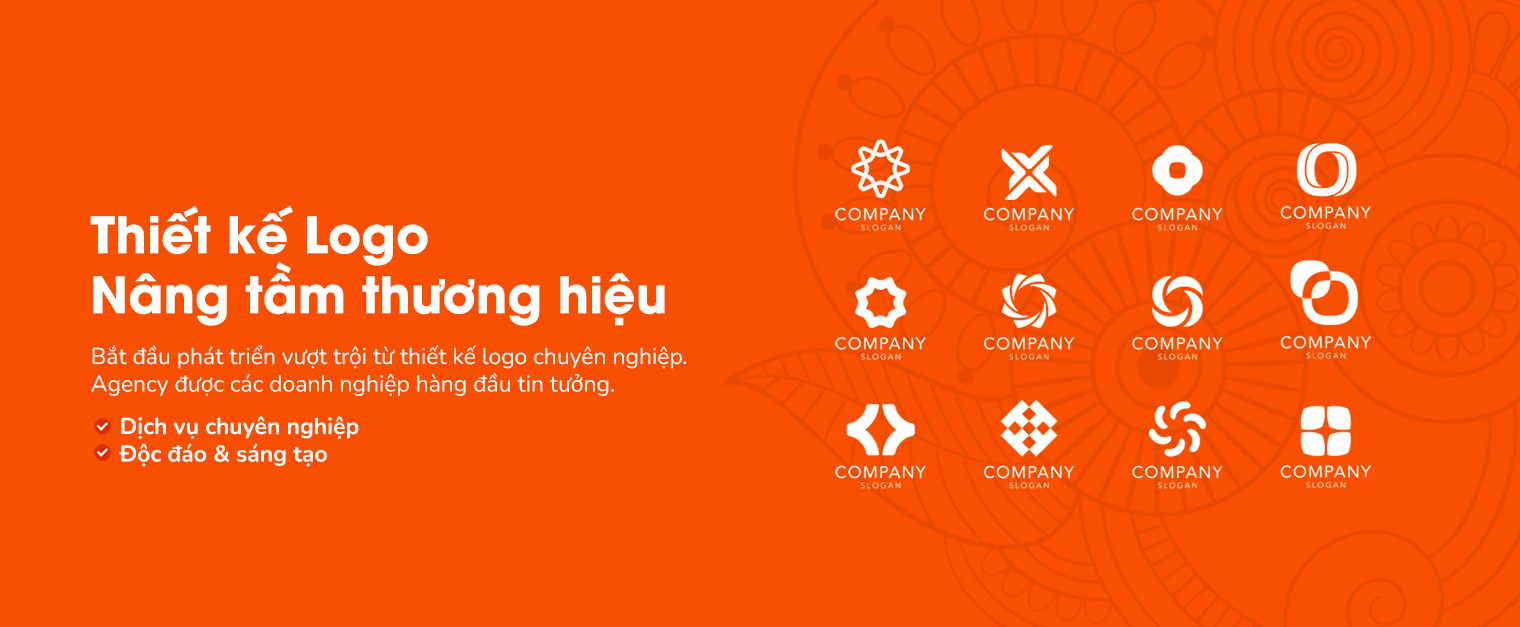 Thiết kế Logo
Nâng tầm thương hiệu
Bắt đầu phát triển vượt trội từ thiết kế logo chuyên nghiệp.
Agency được các doanh nghiệp hàng đầu tin tưởng.
Dịch vụ chuyên nghiệp
Độc đáo & sáng tạo
COMPANY COMPANY COMPANY COMPANY
SLOGAN SLOGAN SLOGAN SLOGAN
COMPANY COMPANY COMPANY COMPANY
SLOGAN SLOGAN SLOGAN SLOGAN
COMPANY COMPANY COMPANY COMPANY
SLOGAN SLOGAN SLOGAN SLOGAN